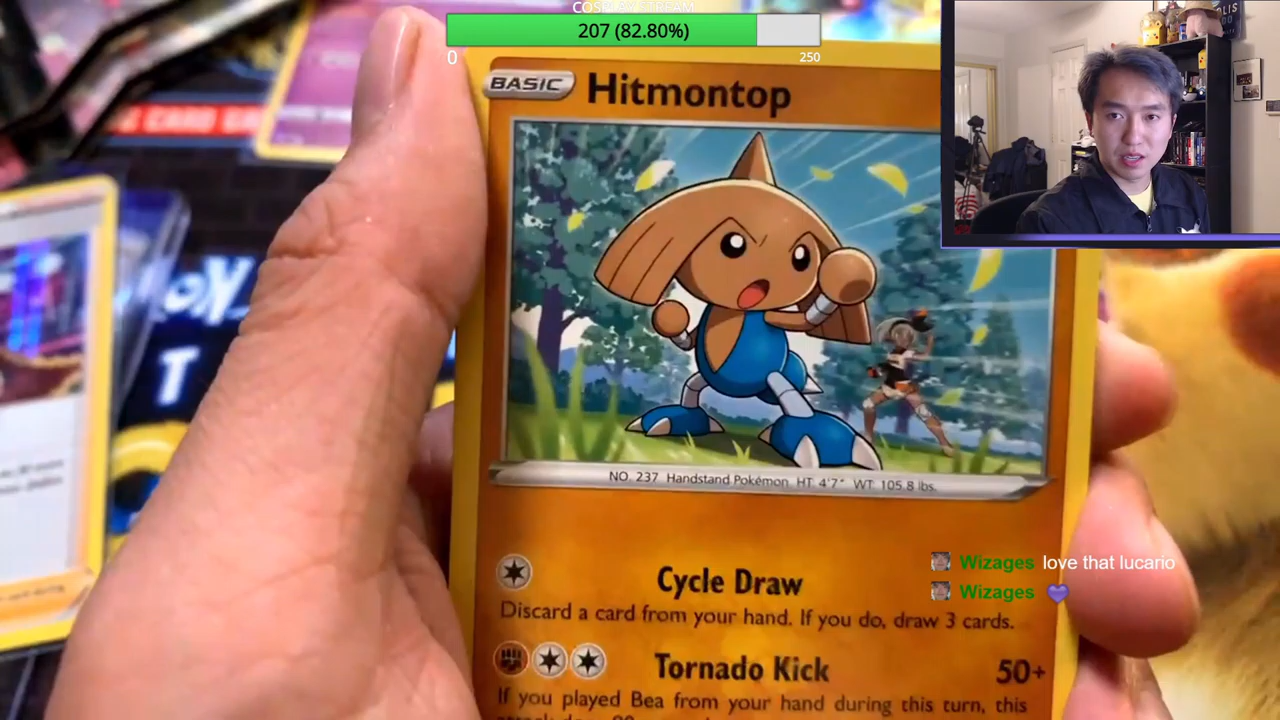 COSPLAY STREAM
207 (82.80%)
0
250
BASIC
Hitmontop
NO. 237 Handstand Pokémon HT: 4'7" WT: 105.8 lbs.
Cycle Draw
Discard a card from your hand. If you do, draw 3 cards.
Wizages love that lucario
Wizages
Tornado Kick
50+
If you played Bea from your hand during this turn, this